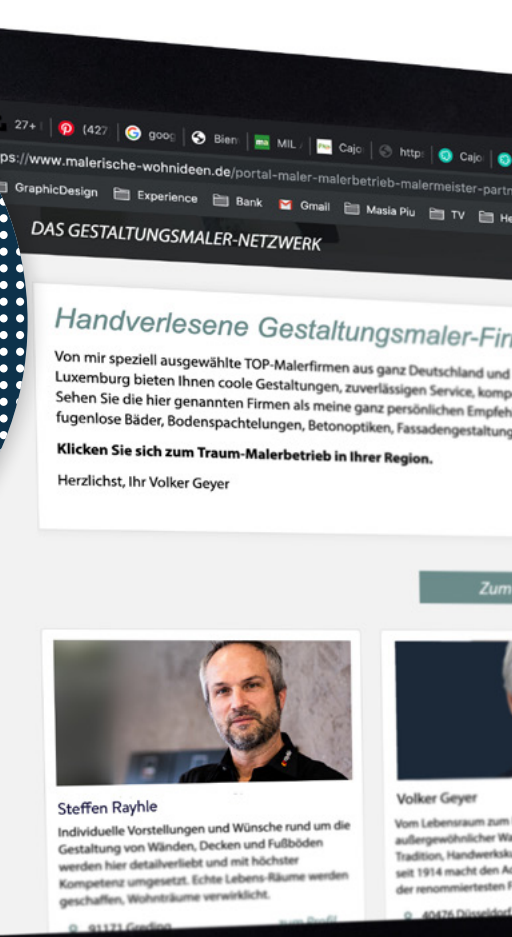 27+ (427 goog Bien MIL Cajo http: Cajo
ps://www.malerische-wohnideen.de/portal-maler-malerbetrieb-malermeister-partn
GraphicDesign Experience Bank Gmail Masia Piu TV He
DAS GESTALTUNGSMALER-NETZWERK
Handverlesene Gestaltungsmaler-Fir
Von mir speziell ausgewählte TOP-Malerfirmen aus ganz Deutschland und
Luxemburg bieten Ihnen coole Gestaltungen, zuverlässigen Service, komp
Sehen Sie die hier genannten Firmen als meine ganz persönlichen Empfeh
fugenlose Bäder, Bodenspachtelungen, Betonoptiken, Fassadengestaltung
Klicken Sie sich zum Traum-Malerbetrieb in Ihrer Region.
Herzlichst, Ihr Volker Geyer
Zum
Steffen Rayhle
Individuelle Vorstellungen und Wünsche rund um die
Gestaltung von Wänden, Decken und Fußböden
werden hier detailverliebt und mit höchster
Kompetenz umgesetzt. Echte Lebens-Räume werden
geschaffen, Wohnträume verwirklicht.
91171 Greding
zum Profil
Volker Geyer
Vom Lebensraum zum
außergewöhnlicher Wa
Tradition, Handwerksku
seit 1914 macht den Ad
der renommiertesten F
40476 Düsseldorf